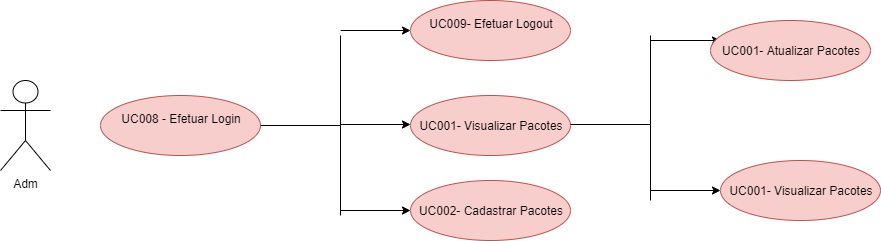 UC009- Efetuar Logout
UC001- Atualizar Pacotes
UC008 - Efetuar Login
UC001- Visualizar Pacotes
Adm
UC001- Visualizar Pacotes
UC002- Cadastrar Pacotes